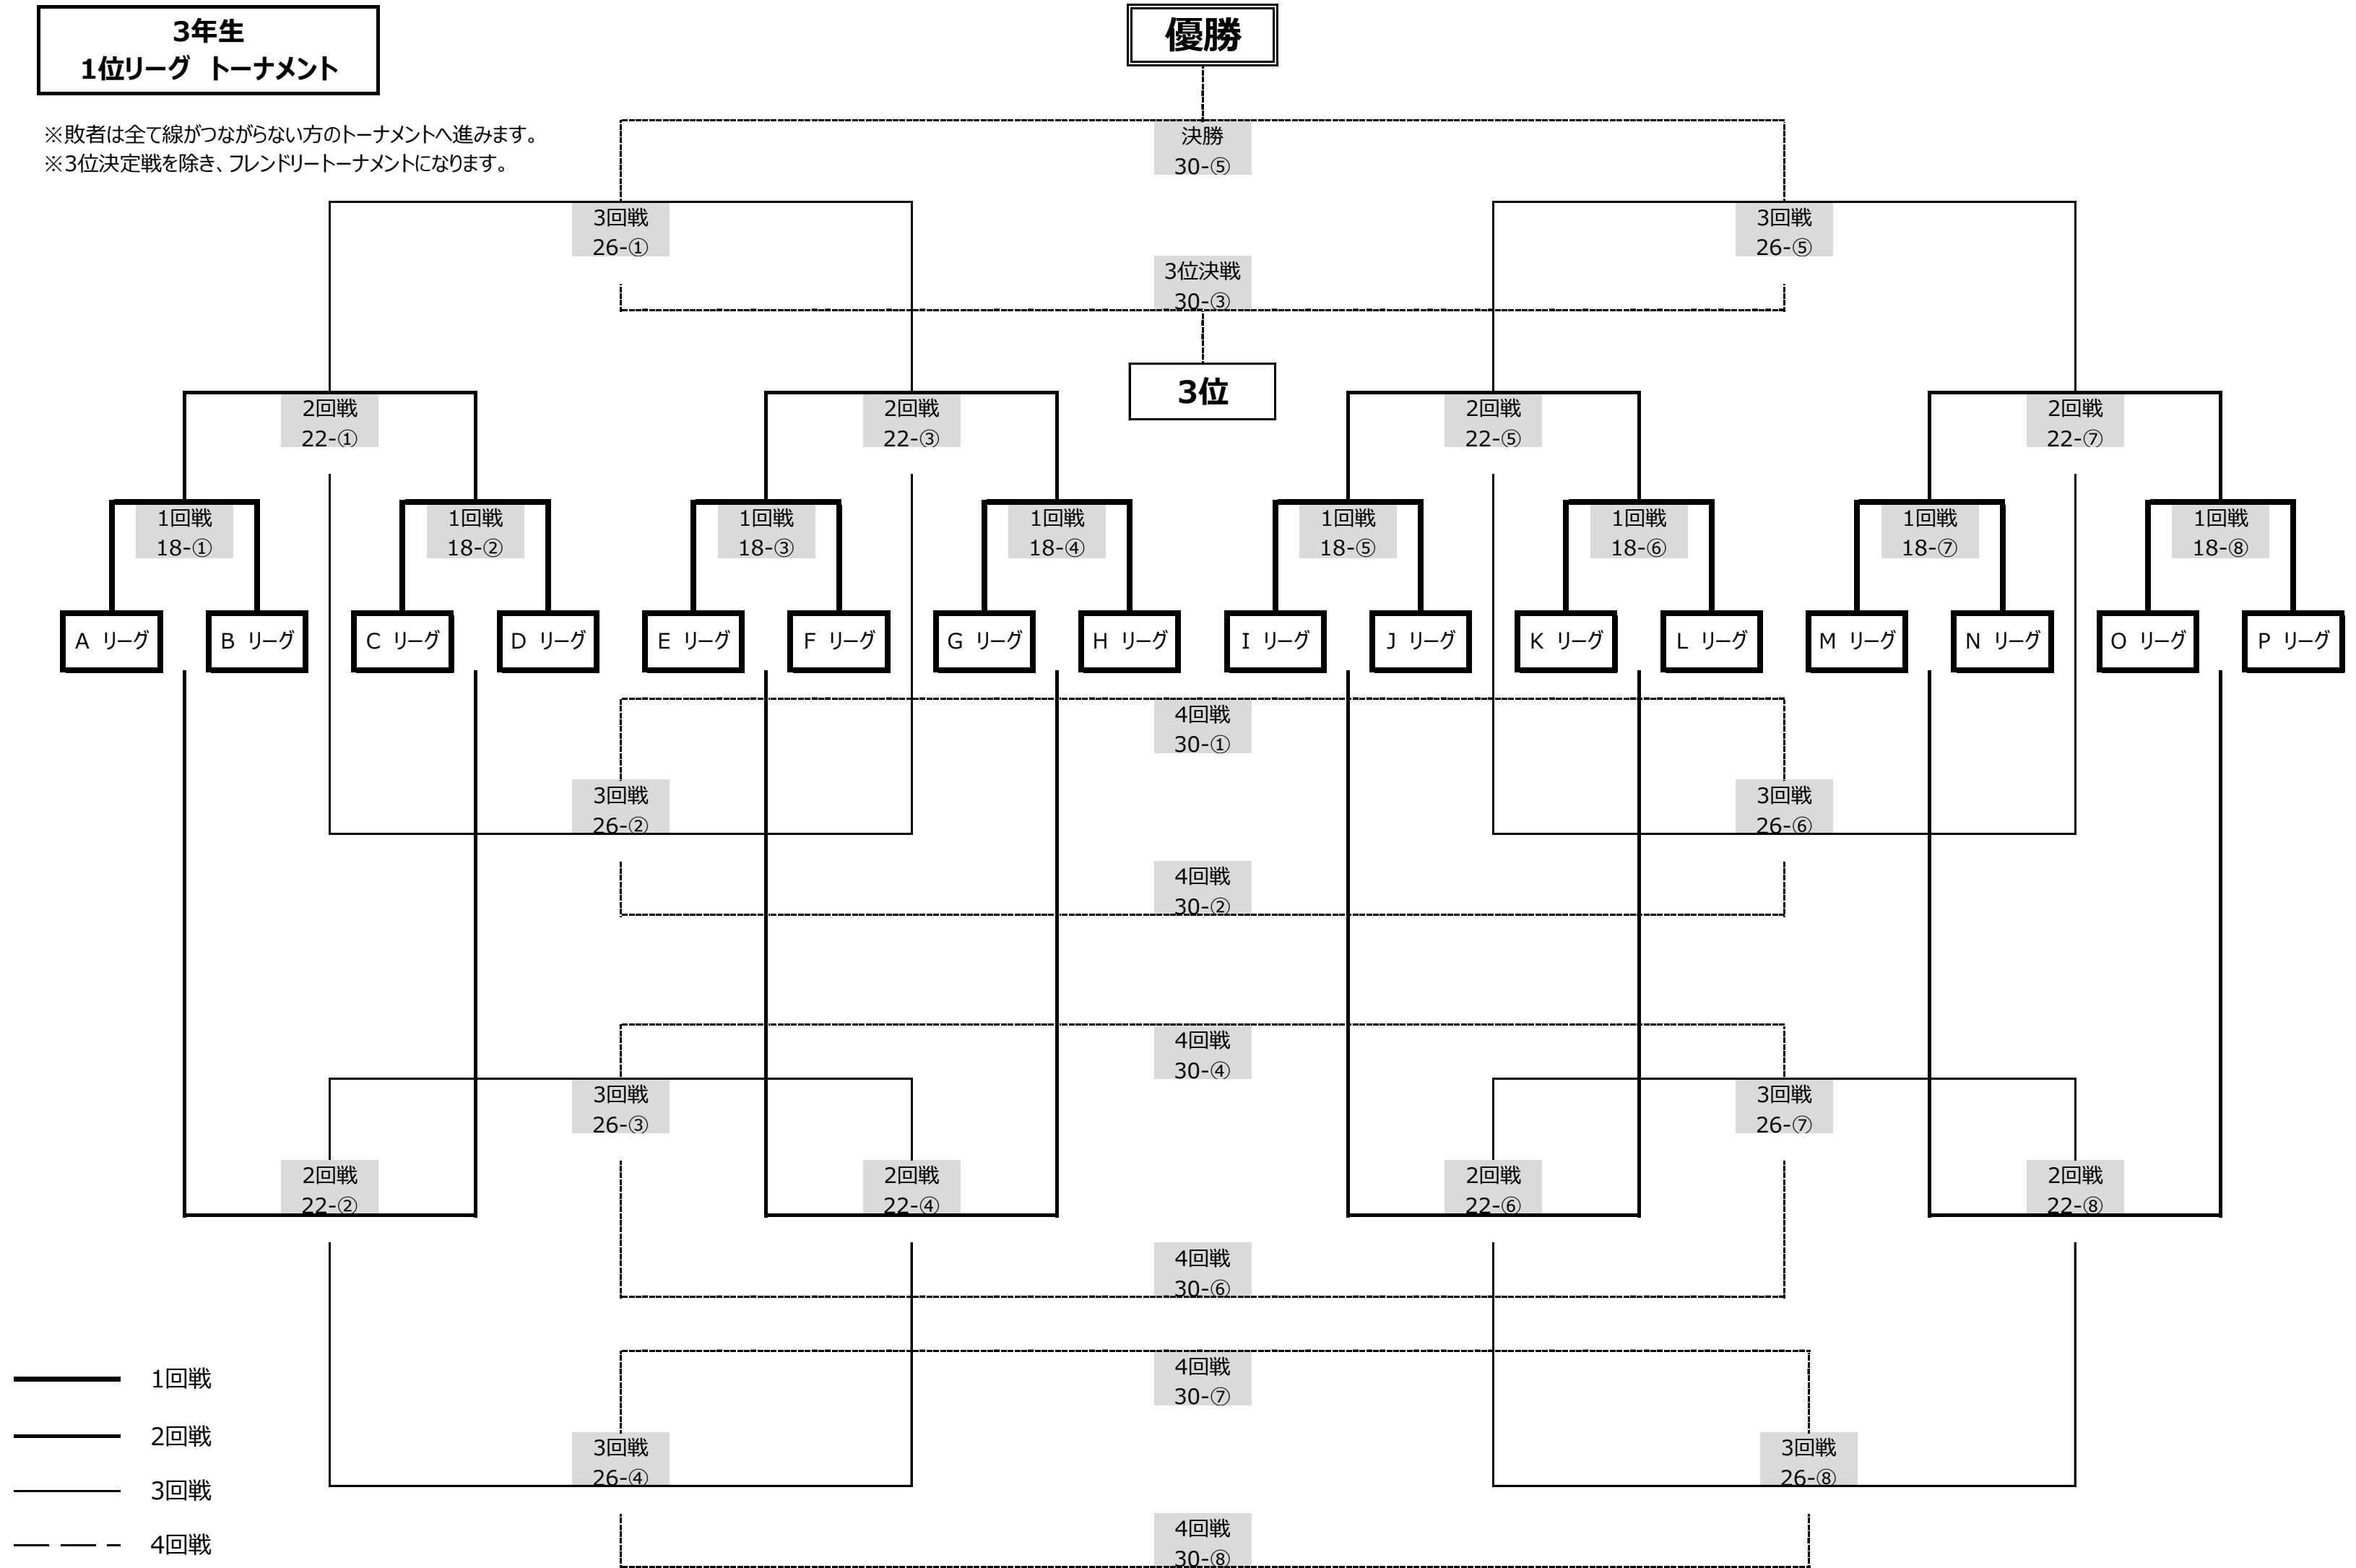 3年生
1位リーグ トーナメント
優勝
※敗者は全て線がつながらない方のトーナメントへ進みます。
※3位決定戦を除き、フレンドリートーナメントになります。
決勝
30-⑤
3回戦
26-①
3回戦
26-⑤
3位決戦
30-③
3位
2回戦
22-①
2回戦
22-③
2回戦
22-⑤
2回戦
22-⑦
1回戦
18-①
1回戦
18-②
1回戦
18-③
1回戦
18-④
1回戦
18-⑤
1回戦
18-⑥
1回戦
18-⑦
1回戦
18-⑧
A リーグ
B リーグ
C リーグ
D リーグ
E リーグ
F リーグ
G リーグ
H リーグ
I リーグ
J リーグ
K リーグ
L リーグ
M リーグ
N リーグ
O リーグ
P リーグ
4回戦
30-①
3回戦
26-②
3回戦
26-⑥
4回戦
30-②
4回戦
30-④
3回戦
26-③
3回戦
26-⑦
2回戦
22-②
2回戦
22-④
2回戦
22-⑥
2回戦
22-⑧
4回戦
30-⑥
4回戦
30-⑦
3回戦
26-④
3回戦
26-⑧
4回戦
30-⑧
1回戦
2回戦
3回戦
4回戦